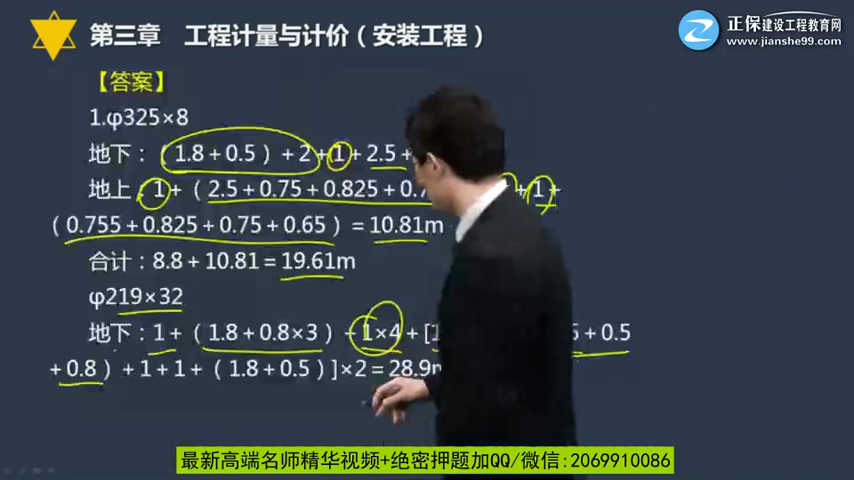 第三章 工程计量与计价（安装工程）
正保建设工程教育网
www.jianshe99.com
【答案】
1.φ325×8
地下：（1.8+0.5）+2+1+2.5+
地上：1+（2.5+0.75+0.825+0.7 +1+
（0.755+0.825+0.75+0.65）=10.81m
合计：8.8+10.81=19.61m
φ219×32
地下：1+（1.8+0.8×3）+1×4+[1 5+0.5
+0.8）+1+1+（1.8+0.5）]×2=28.9m
最新高端名师精华视频+绝密押题加QQ/微信:2069910086